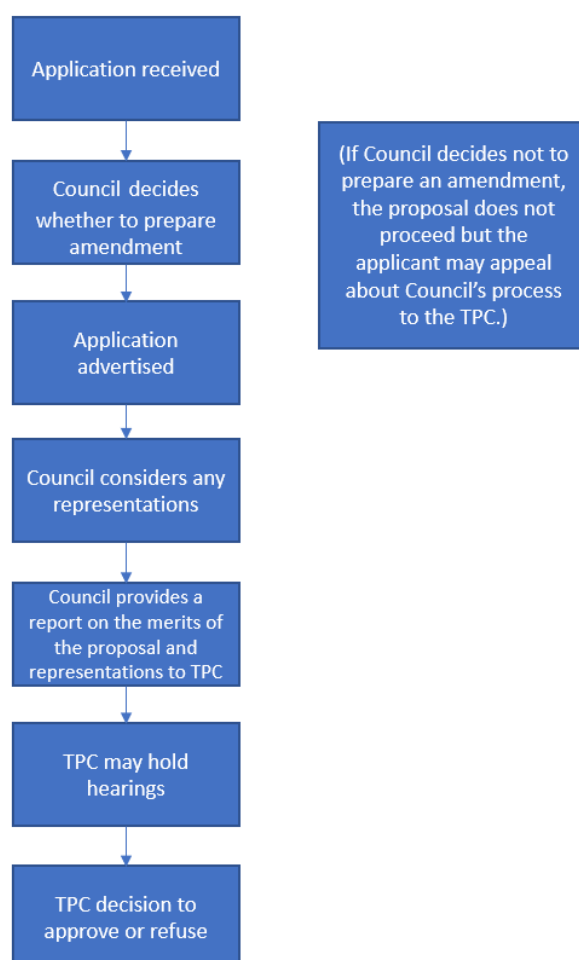 Application received
Council decides
whether to prepare
amendment
(If Council decides not to
prepare an amendment,
the proposal does not
proceed but the
applicant may appeal
about Council’s process
to the TPC.)
Application
advertised
Council considers any
representations
Council provides a
report on the merits of
the proposal and
representations to TPC
TPC may hold
hearings
TPC decision to
approve or refuse